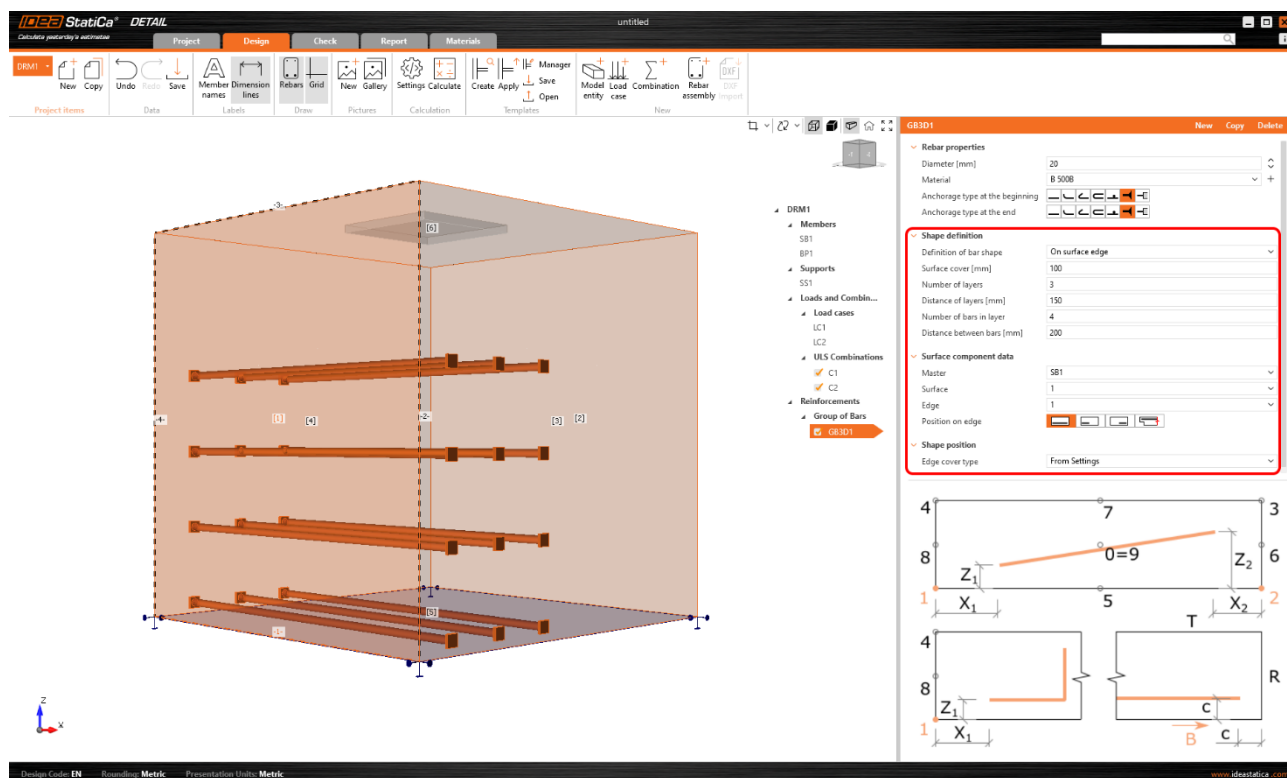 IDEA StatiCa® DETAIL
untitled
Calculate yesterday's estimates
Project Design Check Report Materials
DRM1
New Copy Undo Redo Save Member names Dimension lines Rebars Grid New Gallery Settings Calculate Create Apply Manager Save Open Model entity Load case Combination Rebar assembly DXF DXF Import
Project items Data Labels Draw Pictures Calculation Templates New
GB3D1 New Copy Delete
Rebar properties
Diameter [mm] 20
Material B 500B
Anchorage type at the beginning
Anchorage type at the end
Shape definition
Definition of bar shape On surface edge
Surface cover [mm] 100
Number of layers 3
Distance of layers [mm] 150
Number of bars in layer 4
Distance between bars [mm] 200
Surface component data
Master SB1
Surface 1
Edge 1
Position on edge
Shape position
Edge cover type From Settings
DRM1
Members
SB1
BP1
Supports
SS1
Loads and Combin...
Load cases
LC1
LC2
ULS Combinations
C1
C2
Reinforcements
Group of Bars
GB3D1
-3-
[6]
-4-
[1]
[4]
-2-
[3]
[2]
[5]
-1-
Z
X
4 7 3
8 0=9 6
Z1 Z2
1 5 2
X1 X2
T
4
8 R
Z1 c
1 X1 B c
Design Code: EN Rounding: Metric Presentation Units: Metric
www.ideastatica.com